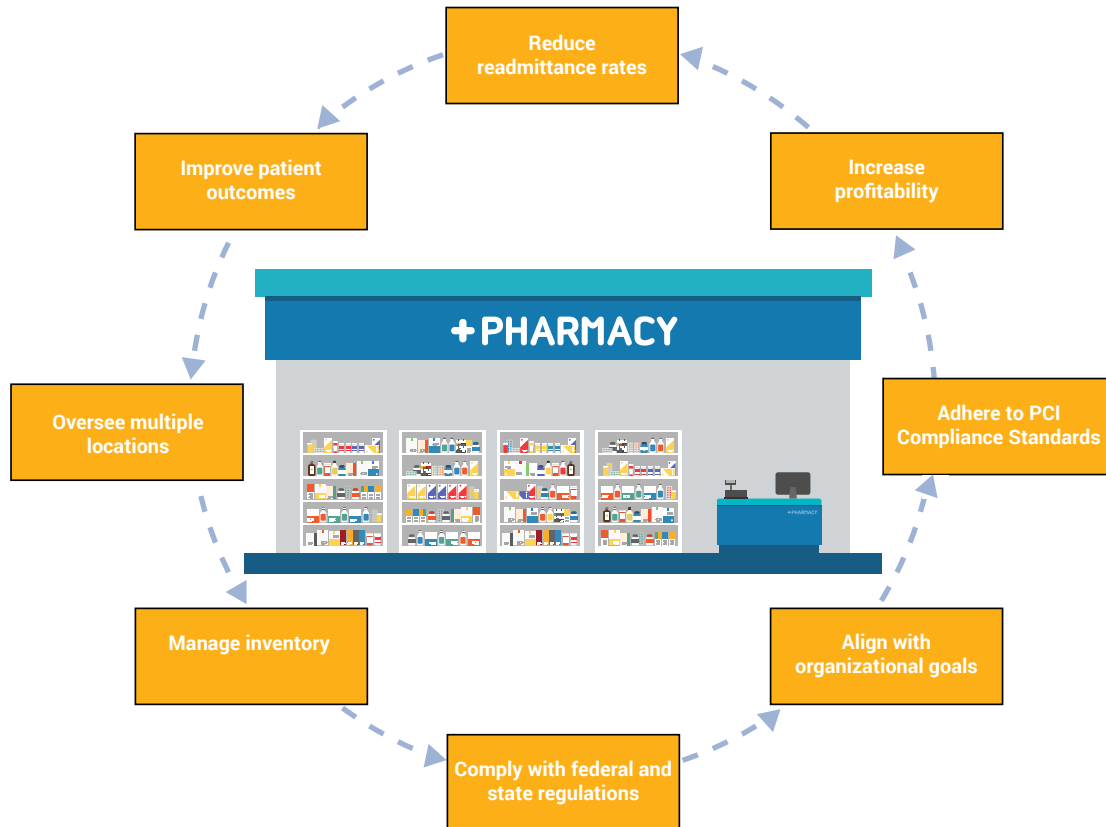 Reduce
readmittance rates
Improve patient
outcomes
Increase
profitability
+PHARMACY
Oversee multiple
locations
Adhere to PCI
Compliance Standards
+PHARMACY
Manage inventory
Align with
organizational goals
Comply with federal and
state regulations